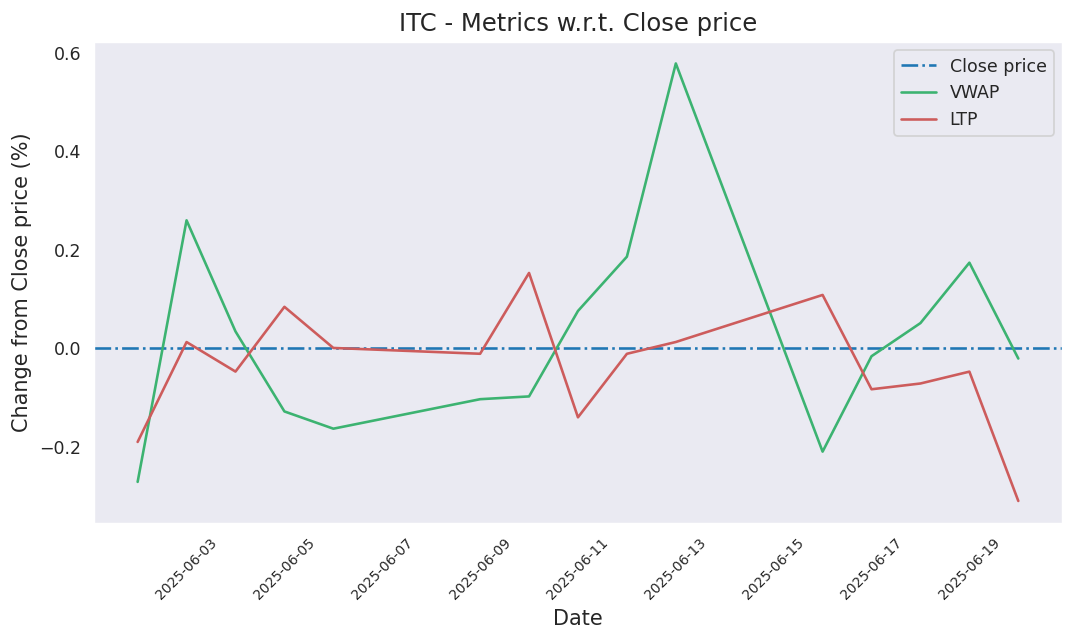 ITC - Metrics w.r.t. Close price
Close price
VWAP
LTP
Change from Close price (%)
0.6
0.4
0.2
0.0
−0.2
2025-06-03
2025-06-05
2025-06-07
2025-06-09
2025-06-11
2025-06-13
2025-06-15
2025-06-17
2025-06-19
Date